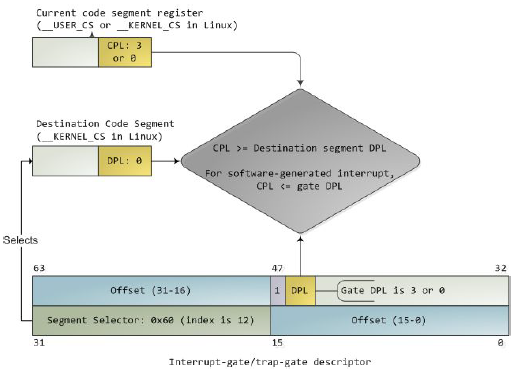 Current code segment register
(__USER_CS or __KERNEL_CS in Linux)
CPL: 3
or 0
Destination Code Segment
(__KERNEL_CS in Linux)
DPL: 0
CPL >= Destination segment DPL
For software-generated interrupt,
CPL <= gate DPL
Selects
63 47 32
Offset (31-16) 1 DPL Gate DPL is 3 or 0
Segment Selector: 0x60 (index is 12) Offset (15-0)
31 15 0
Interrupt-gate/trap-gate descriptor